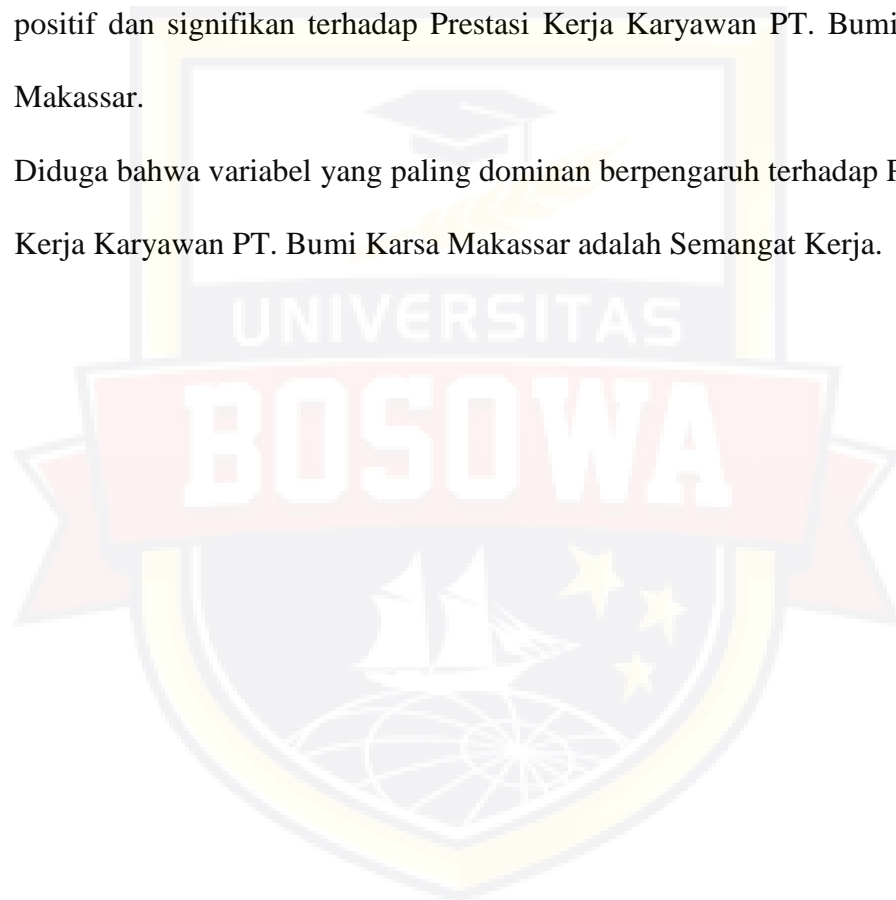 positif dan signifikan terhadap Prestasi Kerja Karyawan PT. Bumi
Makassar.
Diduga bahwa variabel yang paling dominan berpengaruh terhadap
Kerja Karyawan PT. Bumi Karsa Makassar adalah Semangat Kerja.
UNIVERSITAS
BOSOWA